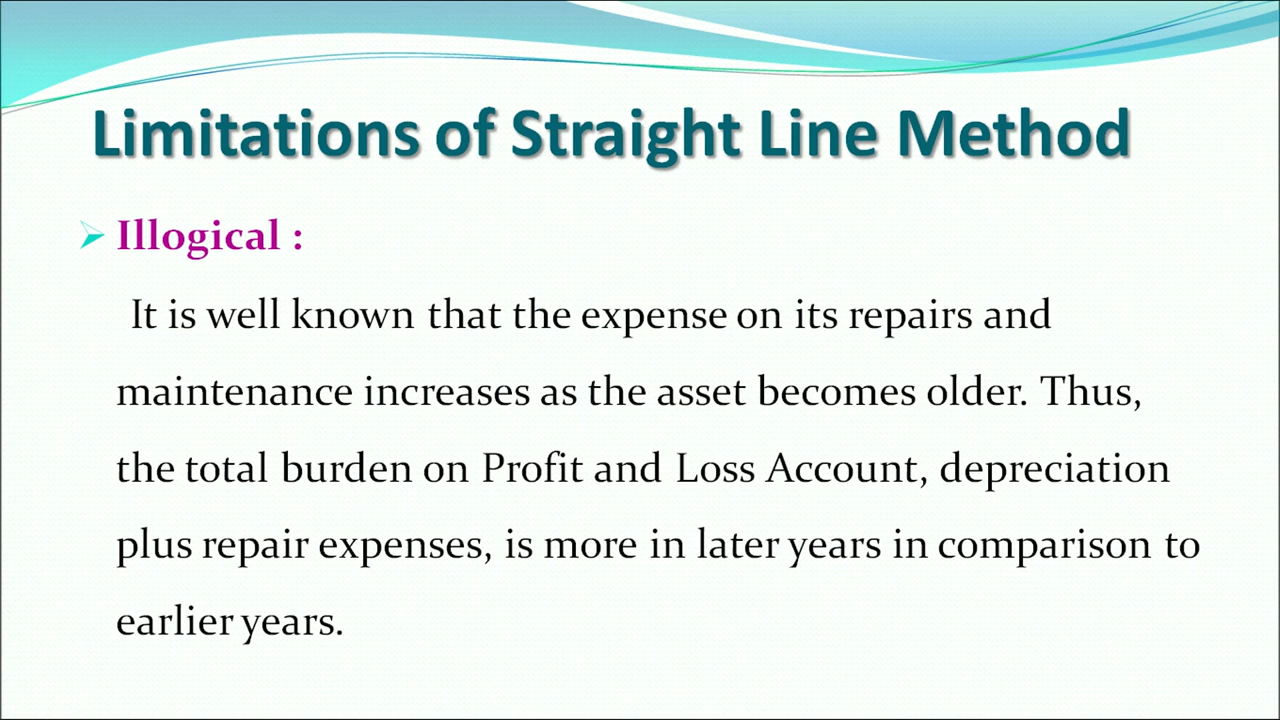 Limitations of Straight Line Method
Illogical :
It is well known that the expense on its repairs and
maintenance increases as the asset becomes older. Thus,
the total burden on Profit and Loss Account, depreciation
plus repair expenses, is more in later years in comparison to
earlier years.